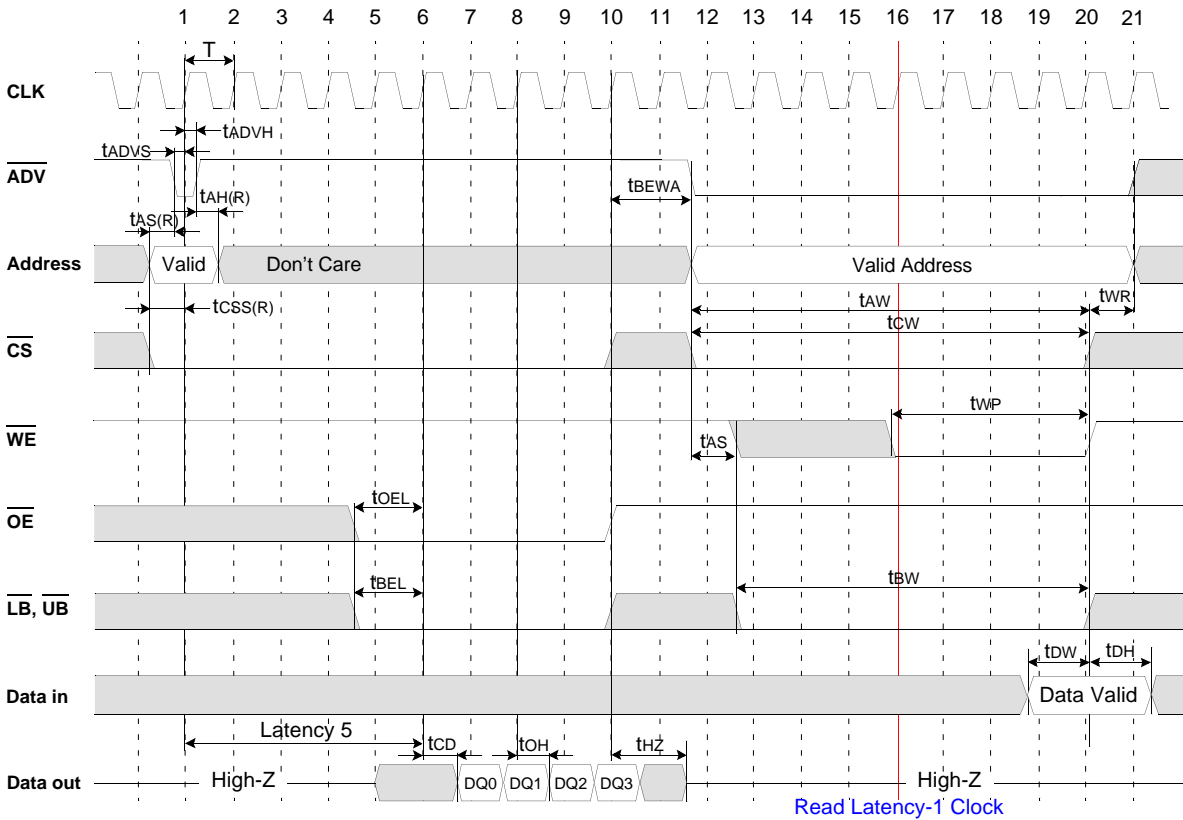 1 2 3 4 5 6 7 8 9 10 11 12 13 14 15 16 17 18 19 20 21
T
CLK
tADVH
tADVS
ADV
tBEWA
tAH(R)
tAS(R)
Address Valid Don't Care Valid Address
tCSS(R)
tAW tWR
tCW
CS
tWP
WE
tAS
tOEL
OE
tBEL
tBW
LB, UB
tDW tDH
Data in Data Valid
Latency 5
tCD tOH tHZ
Data out High-Z DQ0 DQ1 DQ2 DQ3 High-Z
Read Latency-1 Clock